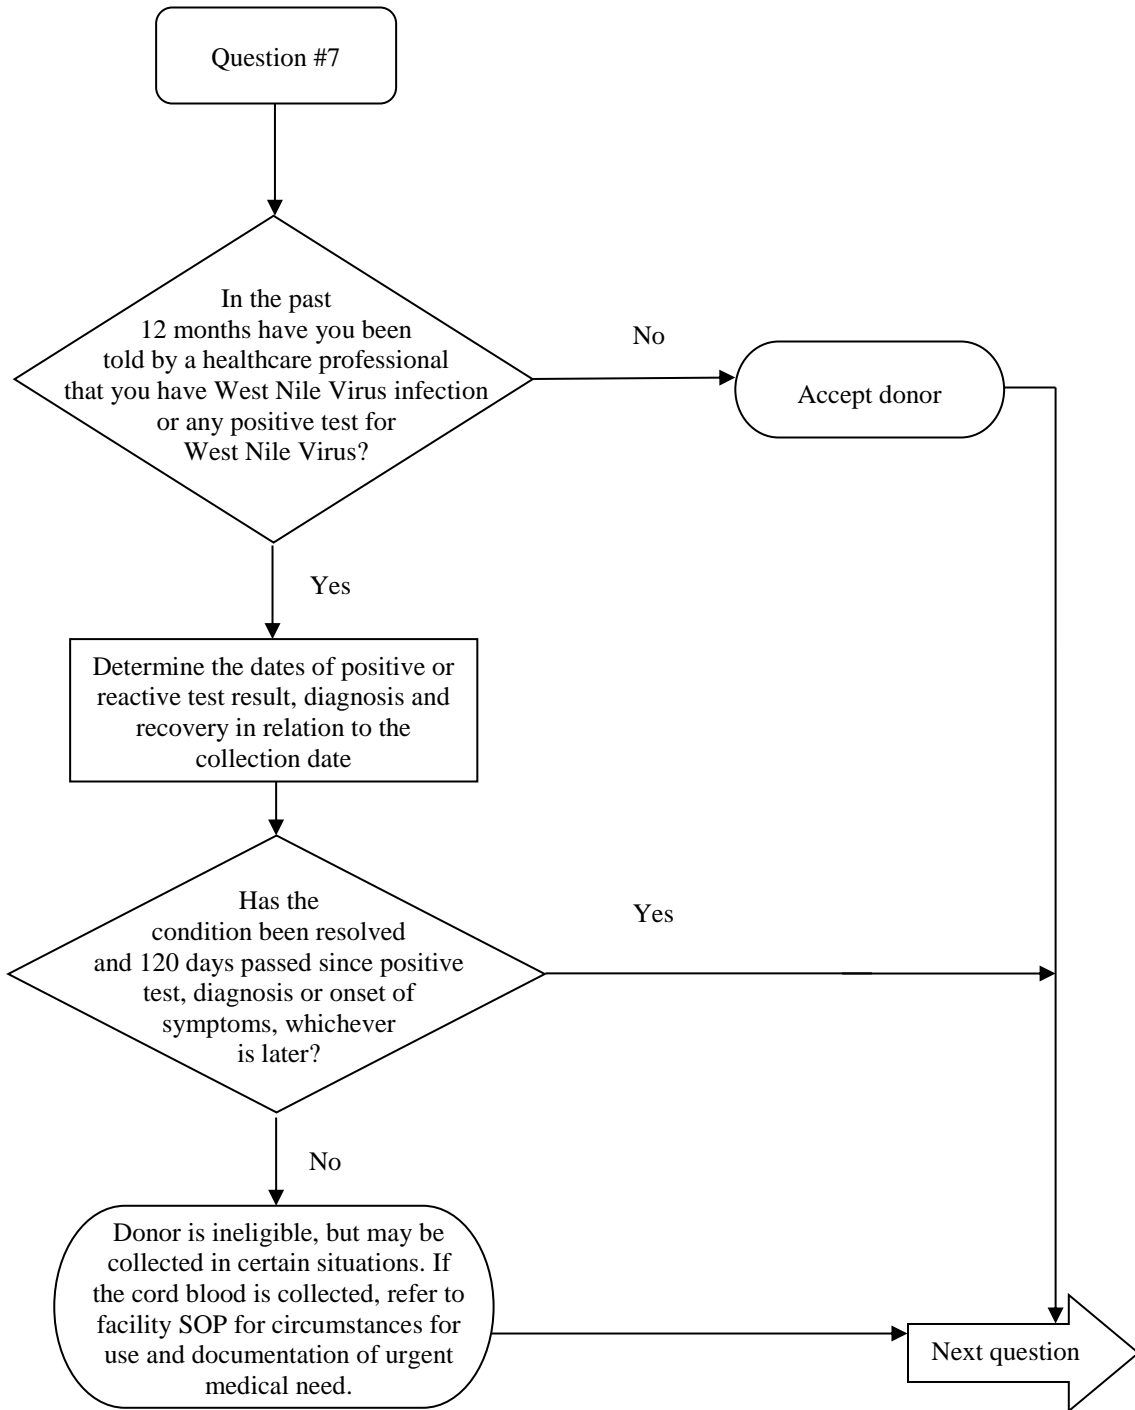 Question #7
In the past
12 months have you been
told by a healthcare professional
that you have West Nile Virus infection
or any positive test for
West Nile Virus?
No
Accept donor
Yes
Determine the dates of positive or
reactive test result, diagnosis and
recovery in relation to the
collection date
Has the
condition been resolved
and 120 days passed since positive
test, diagnosis or onset of
symptoms, whichever
is later?
Yes
No
Donor is ineligible, but may be
collected in certain situations. If
the cord blood is collected, refer to
facility SOP for circumstances for
use and documentation of urgent
medical need.
Next question